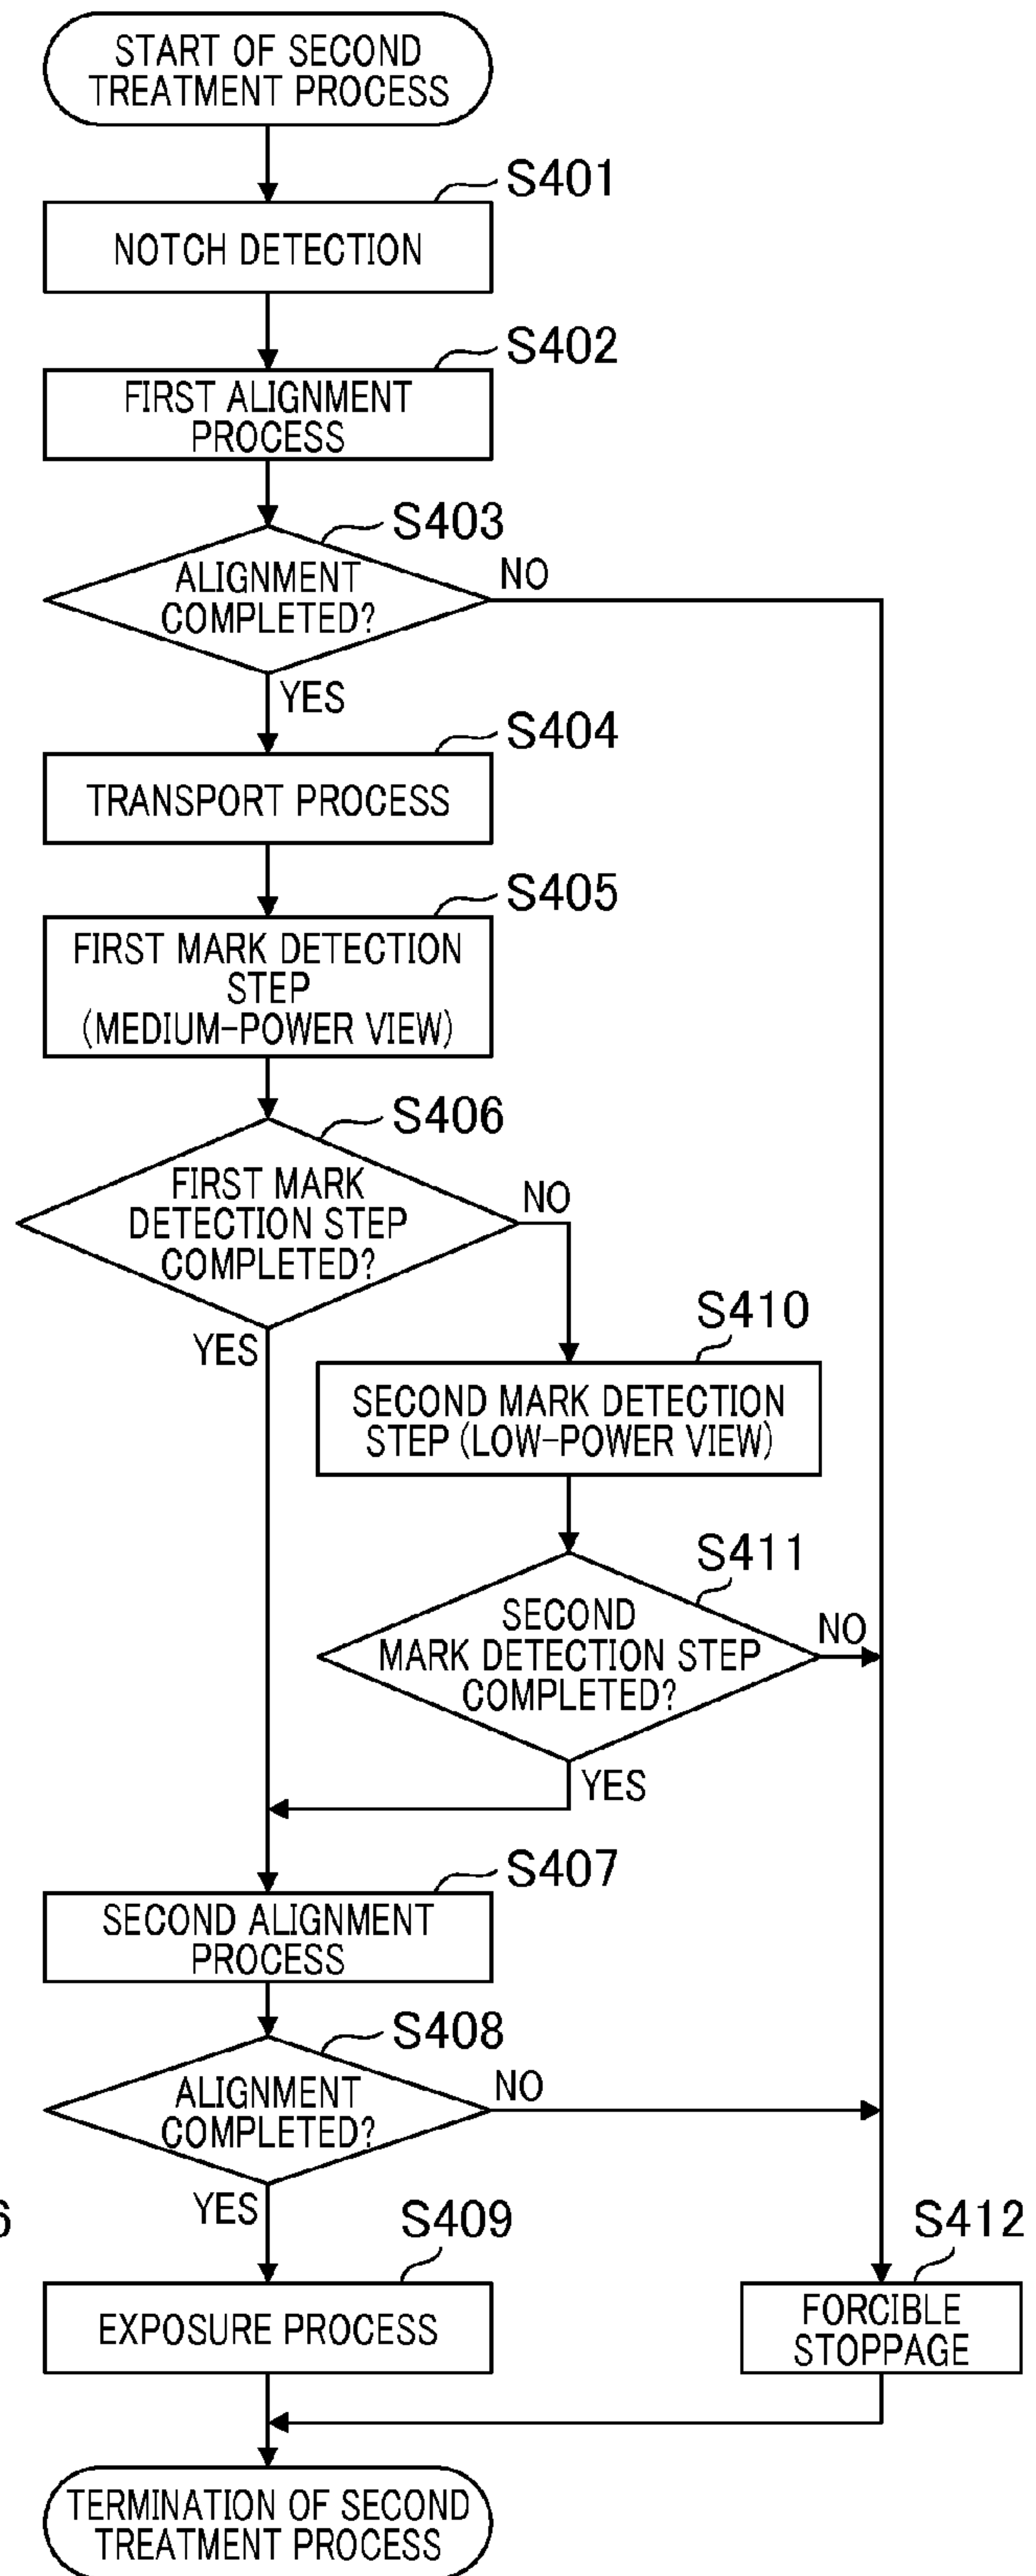 START OF SECOND
TREATMENT PROCESS
S401
NOTCH DETECTION
S402
FIRST ALIGNMENT
PROCESS
S403
ALIGNMENT
COMPLETED?
NO
YES
S404
TRANSPORT PROCESS
S405
FIRST MARK DETECTION
STEP
(MEDIUM-POWER VIEW)
S406
FIRST MARK
DETECTION STEP
COMPLETED?
NO
YES
S410
SECOND MARK DETECTION
STEP (LOW-POWER VIEW)
S411
SECOND
MARK DETECTION STEP
COMPLETED?
NO
YES
S407
SECOND ALIGNMENT
PROCESS
S408
ALIGNMENT
COMPLETED?
NO
YES
S409
EXPOSURE PROCESS
S412
FORCIBLE
STOPPAGE
TERMINATION OF SECOND
TREATMENT PROCESS